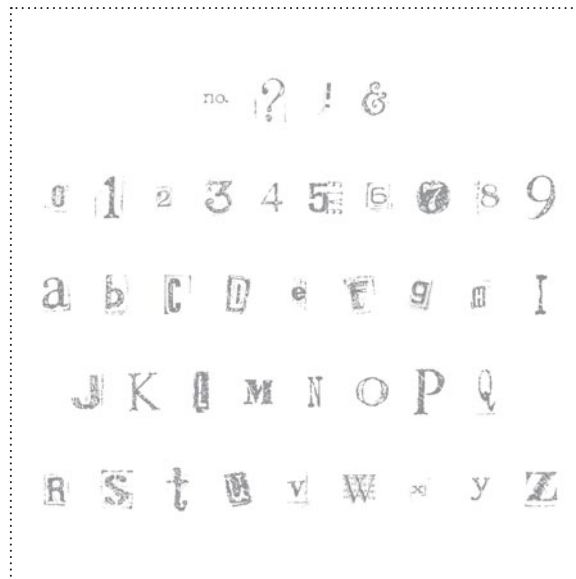 no. ? ! &
0 1 2 3 4 5 6 7 8 9
a b C D e F g H I
J K L M N O P Q
R S t U v W x y Z